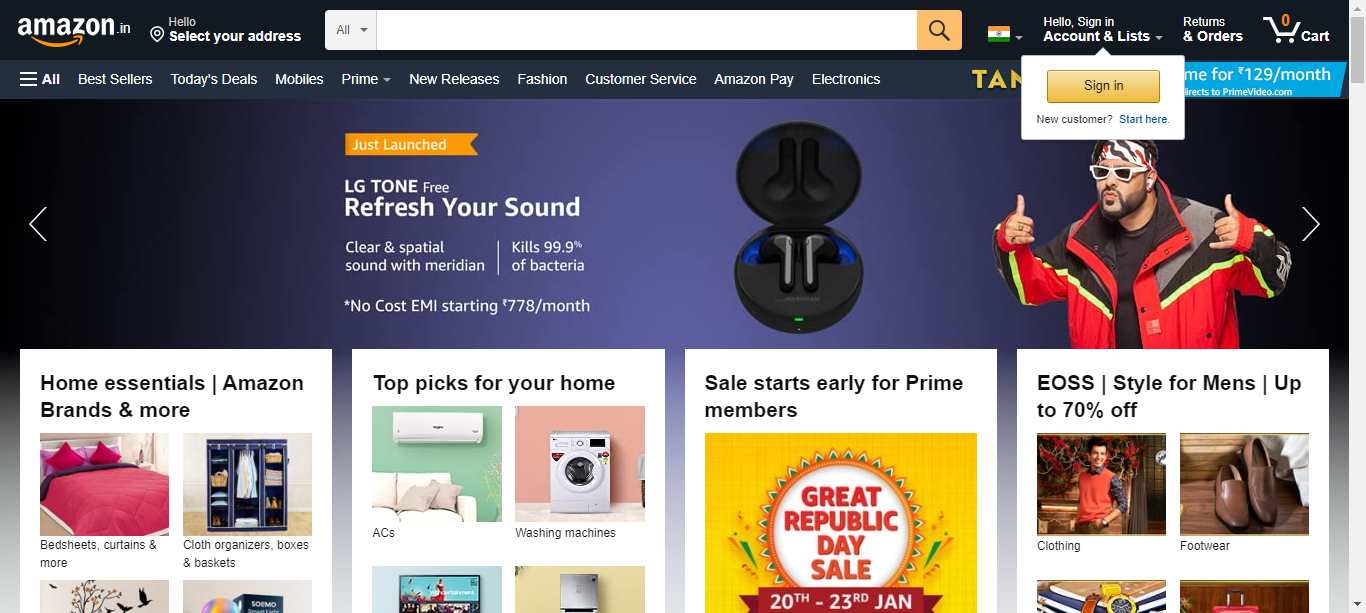 amazon.in
Hello
Select your address
All
Hello, Sign in
Account & Lists
Returns
& Orders
0
Cart
All
Best Sellers
Today's Deals
Mobiles
Prime
New Releases
Fashion
Customer Service
Amazon Pay
Electronics
Sign in
New customer? Start here.
me for ₹129/month
directs to PrimeVideo.com
Just Launched
LG TONE Free
Refresh Your Sound
Clear & spatial
sound with meridian
Kills 99.9%
of bacteria
*No Cost EMI starting ₹778/month
MERIDIAN
Home essentials | Amazon
Brands & more
Bedsheets, curtains &
more
Cloth organizers, boxes
& baskets
Top picks for your home
ACs
Washing machines
Sale starts early for Prime
members
GREAT
REPUBLIC
DAY
SALE
20TH - 23RD JAN
EOSS | Style for Mens | Up
to 70% off
Clothing
Footwear